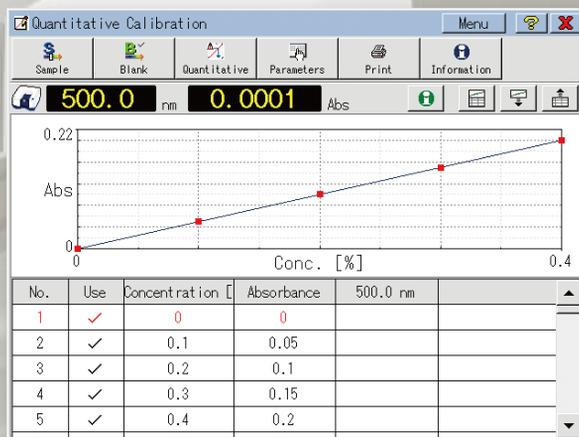 Quantitative Calibration Menu ? X
Sample Blank Quantitative Parameters Print Information
500.0 nm 0.0001 Abs
0.22
Abs
0
0 Conc. [%] 0.4
No. Use Concentration [ Absorbance 500.0 nm
1 ✓ 0 0
2 ✓ 0.1 0.05
3 ✓ 0.2 0.1
4 ✓ 0.3 0.15
5 ✓ 0.4 0.2